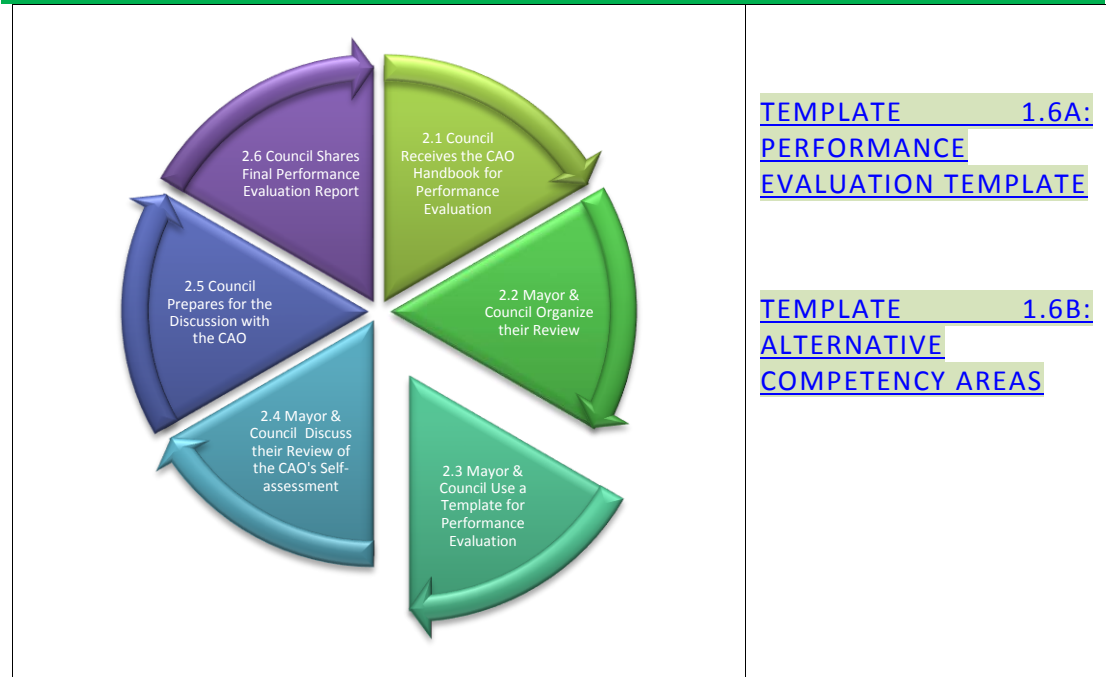 2.1 Council
Receives the CAO
Handbook for
Performance
Evaluation
2.2 Mayor &
Council Organize
their Review
2.3 Mayor &
Council Use a
Template for
Performance
Evaluation
2.4 Mayor &
Council Discuss
their Review of
the CAO's Self-
assessment
2.5 Council
Prepares for the
Discussion with
the CAO
2.6 Council Shares
Final Performance
Evaluation Report
TEMPLATE 1.6A:
PERFORMANCE
EVALUATION TEMPLATE
TEMPLATE 1.6B:
ALTERNATIVE
COMPETENCY AREAS